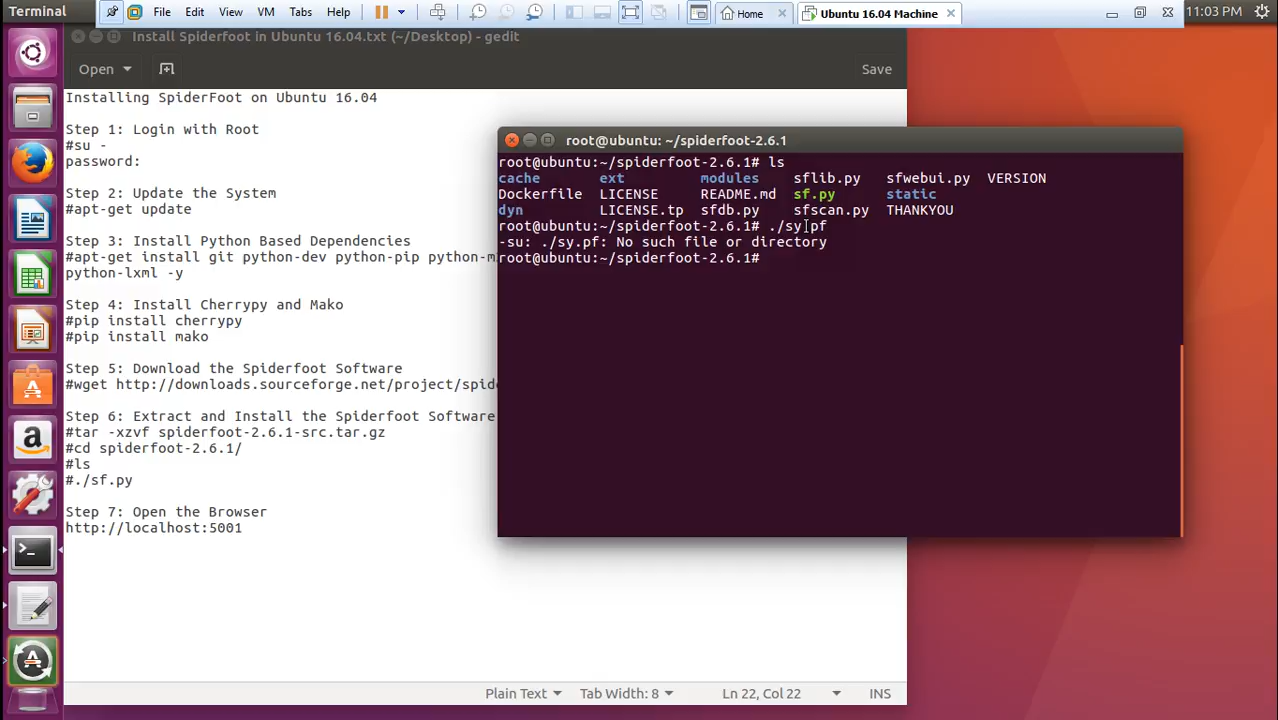 Terminal
File Edit View VM Tabs Help
Home
Ubuntu 16.04 Machine
11:03 PM
Install Spiderfoot in Ubuntu 16.04.txt (~/Desktop) - gedit
Open
Save
Installing SpiderFoot on Ubuntu 16.04
Step 1: Login with Root
#su -
password:
Step 2: Update the System
#apt-get update
Step 3: Install Python Based Dependencies
#apt-get install git python-dev python-pip python-m
python-lxml -y
Step 4: Install Cherrypy and Mako
#pip install cherrypy
#pip install mako
Step 5: Download the Spiderfoot Software
#wget http://downloads.sourceforge.net/project/spide
Step 6: Extract and Install the Spiderfoot Software
#tar -xzvf spiderfoot-2.6.1-src.tar.gz
#cd spiderfoot-2.6.1/
#ls
#./sf.py
Step 7: Open the Browser
http://localhost:5001
Plain Text
Tab Width: 8
Ln 22, Col 22
INS
root@ubuntu: ~/spiderfoot-2.6.1
root@ubuntu:~/spiderfoot-2.6.1# ls
cache ext modules sflib.py sfwebui.py VERSION
Dockerfile LICENSE README.md sf.py static
dyn LICENSE.tp sfdb.py sfscan.py THANKYOU
root@ubuntu:~/spiderfoot-2.6.1# ./sy.pf
-su: ./sy.pf: No such file or directory
root@ubuntu:~/spiderfoot-2.6.1#